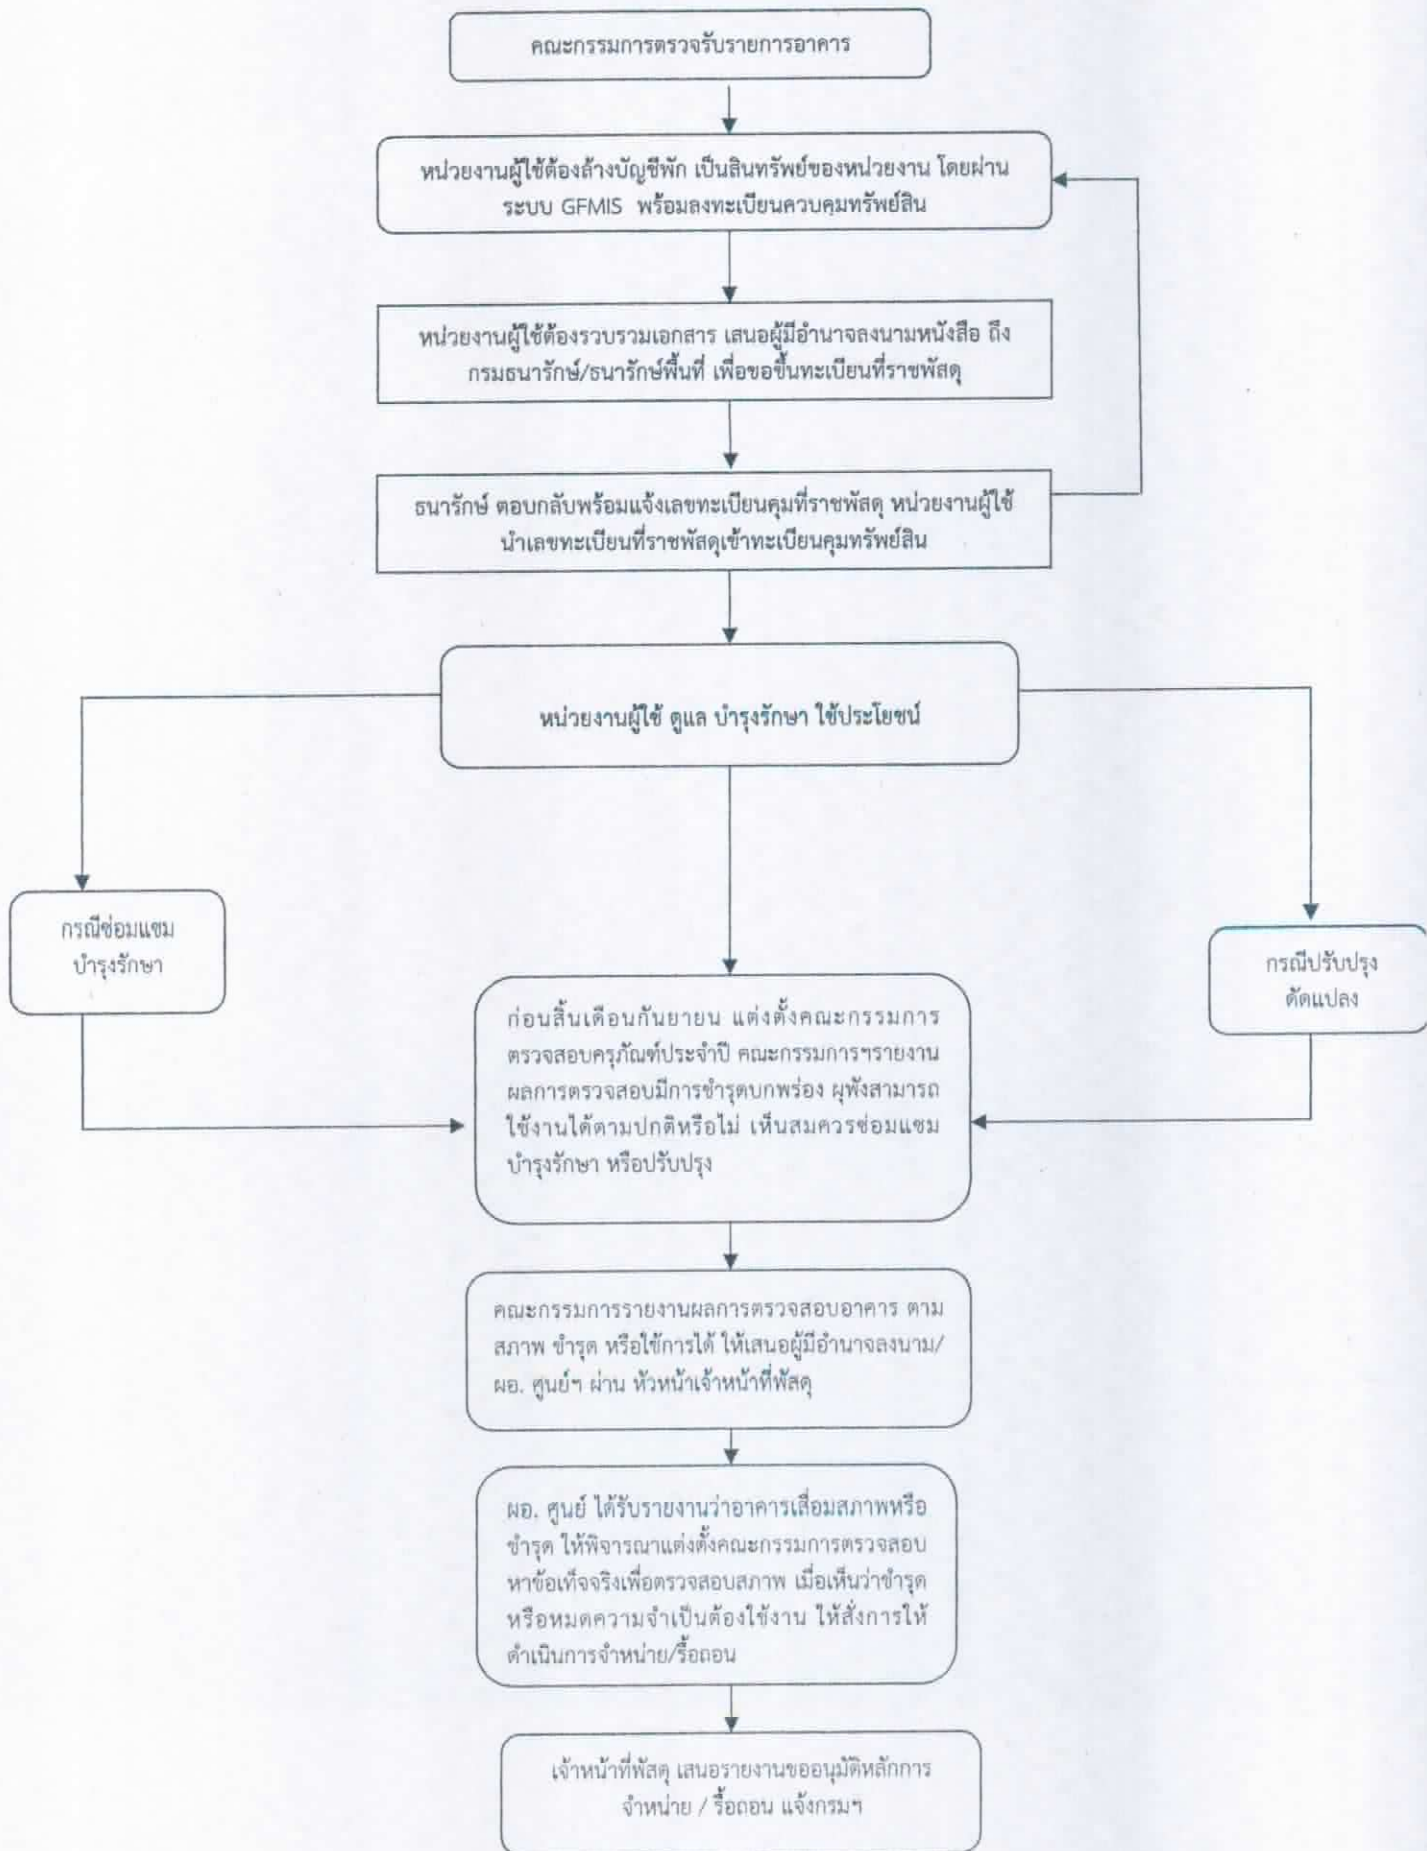 คณะกรรมการตรวจรับรายการอาคาร
หน่วยงานผู้ใช้ต้องล้างบัญชีพัก เป็นสินทรัพย์ของหน่วยงาน โดยผ่าน
ระบบ GFMIS พร้อมลงทะเบียนควบคุมทรัพย์สิน
หน่วยงานผู้ใช้ต้องรวบรวมเอกสาร เสนอผู้มีอำนาจลงนามหนังสือ ถึง
กรมธนารักษ์/ธนารักษ์พื้นที่ เพื่อขอขึ้นทะเบียนที่ราชพัสดุ
ธนารักษ์ ตอบกลับพร้อมแจ้งเลขทะเบียนคุมที่ราชพัสดุ หน่วยงานผู้ใช้
นำเลขทะเบียนที่ราชพัสดุเข้าทะเบียนคุมทรัพย์สิน
หน่วยงานผู้ใช้ ดูแล บำรุงรักษา ใช้ประโยชน์
กรณีซ่อมแซม
บำรุงรักษา
กรณีปรับปรุง
ดัดแปลง
ก่อนสิ้นเดือนกันยายน แต่งตั้งคณะกรรมการ
ตรวจสอบครุภัณฑ์ประจำปี คณะกรรมการฯรายงาน
ผลการตรวจสอบมีการชำรุดบกพร่อง ผุพังสามารถ
ใช้งานได้ตามปกติหรือไม่ เห็นสมควรซ่อมแซม
บำรุงรักษา หรือปรับปรุง
คณะกรรมการรายงานผลการตรวจสอบอาคาร ตาม
สภาพ ชำรุด หรือใช้การได้ ให้เสนอผู้มีอำนาจลงนาม/
ผอ. ศูนย์ฯ ผ่าน หัวหน้าเจ้าหน้าที่พัสดุ
ผอ. ศูนย์ ได้รับรายงานว่าอาคารเสื่อมสภาพหรือ
ชำรุด ให้พิจารณาแต่งตั้งคณะกรรมการตรวจสอบ
หาข้อเท็จจริงเพื่อตรวจสอบสภาพ เมื่อเห็นว่าชำรุด
หรือหมดความจำเป็นต้องใช้งาน ให้สั่งการให้
ดำเนินการจำหน่าย/รื้อถอน
เจ้าหน้าที่พัสดุ เสนอรายงานขออนุมัติหลักการ
จำหน่าย / รื้อถอน แจ้งกรมฯ